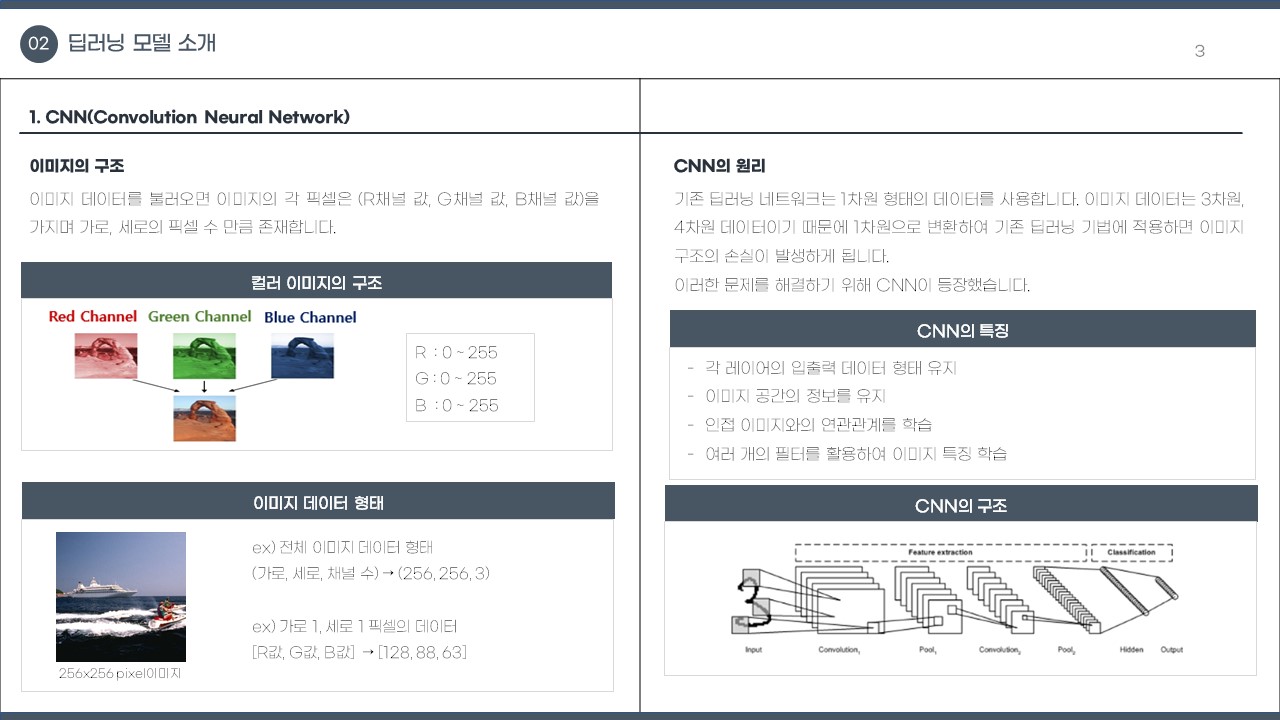 02 딥러닝 모델 소개
3
1. CNN(Convolution Neural Network)
이미지의 구조
이미지 데이터를 불러오면 이미지의 각 픽셀은 (R채널 값, G채널 값, B채널 값)을
가지며 가로, 세로의 픽셀 수 만큼 존재합니다.
컬러 이미지의 구조
Red Channel Green Channel Blue Channel
R : 0 ~ 255
G : 0 ~ 255
B : 0 ~ 255
이미지 데이터 형태
ex) 전체 이미지 데이터 형태
(가로, 세로, 채널 수) → (256, 256, 3)
ex) 가로 1, 세로 1 픽셀의 데이터
[R값, G값, B값] → [128, 88, 63]
256x256 pixel이미지
CNN의 원리
기존 딥러닝 네트워크는 1차원 형태의 데이터를 사용합니다. 이미지 데이터는 3차원,
4차원 데이터이기 때문에 1차원으로 변환하여 기존 딥러닝 기법에 적용하면 이미지
구조의 손실이 발생하게 됩니다.
이러한 문제를 해결하기 위해 CNN이 등장했습니다.
CNN의 특징
- 각 레이어의 입출력 데이터 형태 유지
- 이미지 공간의 정보를 유지
- 인접 이미지와의 연관관계를 학습
- 여러 개의 필터를 활용하여 이미지 특징 학습
CNN의 구조
Feature extraction Classification
Input Convolution₁ Pool₁ Convolution₂ Pool₂ Hidden Output